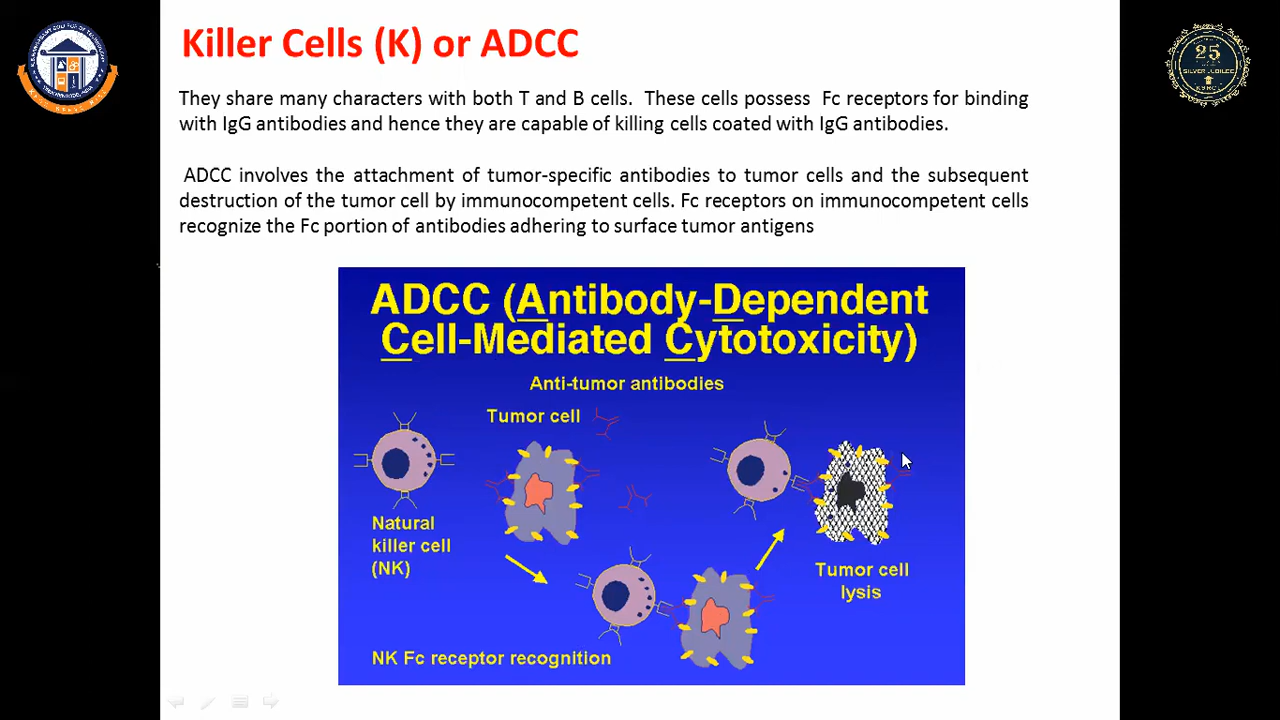 Killer Cells (K) or ADCC
They share many characters with both T and B cells. These cells possess Fc receptors for binding
with IgG antibodies and hence they are capable of killing cells coated with IgG antibodies.
ADCC involves the attachment of tumor-specific antibodies to tumor cells and the subsequent
destruction of the tumor cell by immunocompetent cells. Fc receptors on immunocompetent cells
recognize the Fc portion of antibodies adhering to surface tumor antigens
ADCC (Antibody-Dependent
Cell-Mediated Cytotoxicity)
Anti-tumor antibodies
Tumor cell
Natural
killer cell
(NK)
Tumor cell
lysis
NK Fc receptor recognition
25
SILVER JUBILEE